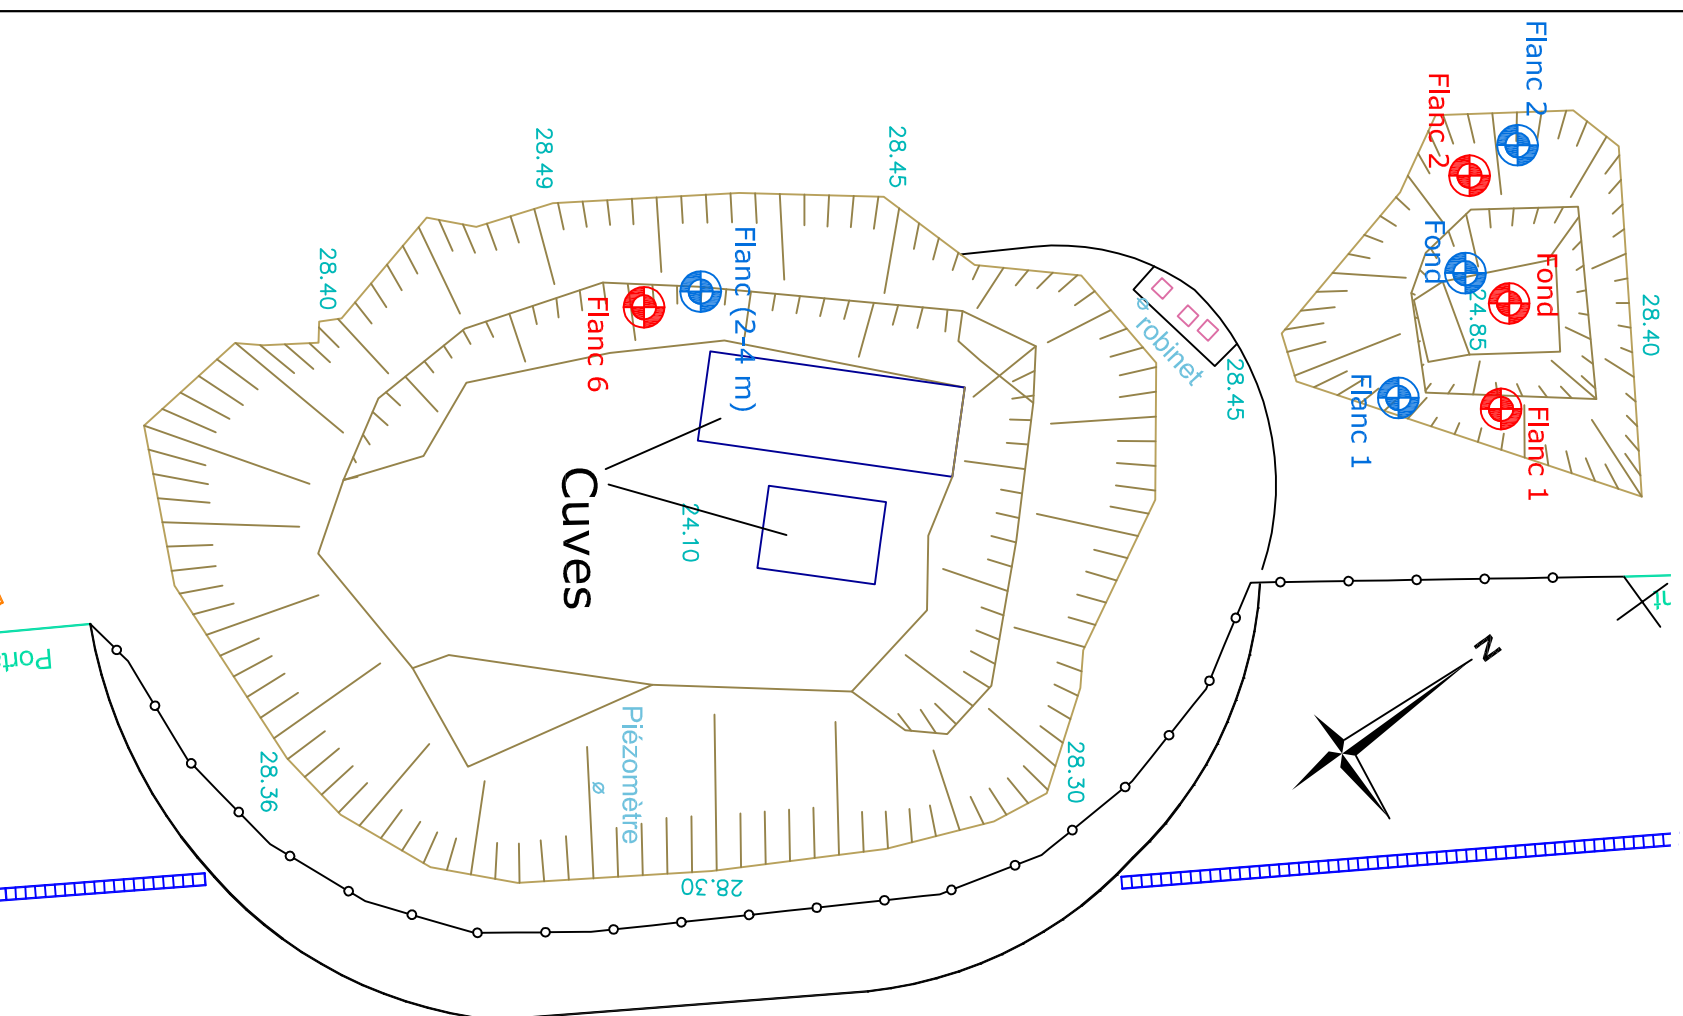 Flanc 2
Flanc 2
28.49
28.45
28.40
Flanc (2-4 m)
Flanc 6
Fond
Fond
24.85
28.40
ø robinet
28.45
Flanc 1
Flanc 1
Cuves
24.10
N
28.36
Piézomètre
ø
28.30
28.30